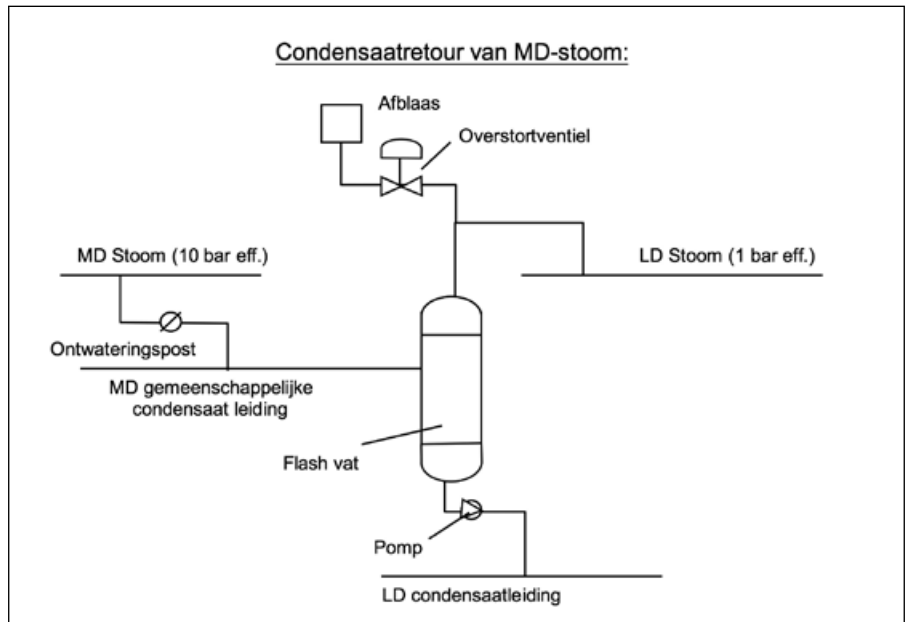 Condensaatretour van MD-stoom:
Afblaas
Overstortventiel
MD Stoom (10 bar eff.)
LD Stoom (1 bar eff.)
Ontwateringspost
MD gemeenschappelijke
condensaat leiding
Flash vat
Pomp
LD condensaatleiding